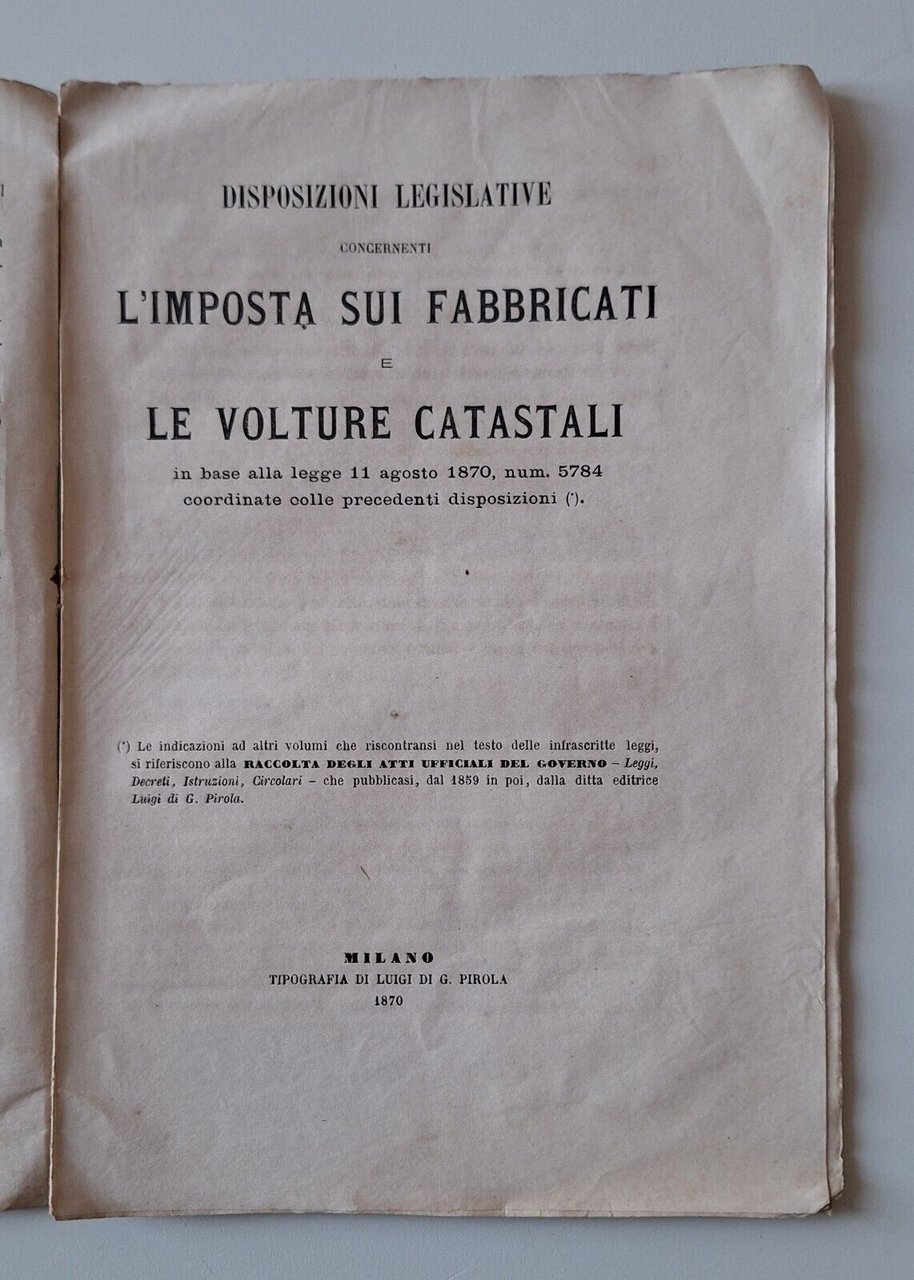 DISPOSIZIONI LEGISLATIVE
CONCERNENTI
L'IMPOSTA SUI FABBRICATI
E
LE VOLTURE CATASTALI
in base alla legge 11 agosto 1870, num. 5784
coordinate colle precedenti disposizioni (*).
(*) Le indicazioni ad altri volumi che riscontransi nel testo delle infrascritte leggi,
si riferiscono alla RACCOLTA DEGLI ATTI UFFICIALI DEL GOVERNO – Leggi,
Decreti, Istruzioni, Circolari – che pubblicasi, dal 1859 in poi, dalla ditta editrice
Luigi di G. Pirola.
MILANO
TIPOGRAFIA DI LUIGI DI G. PIROLA
1870